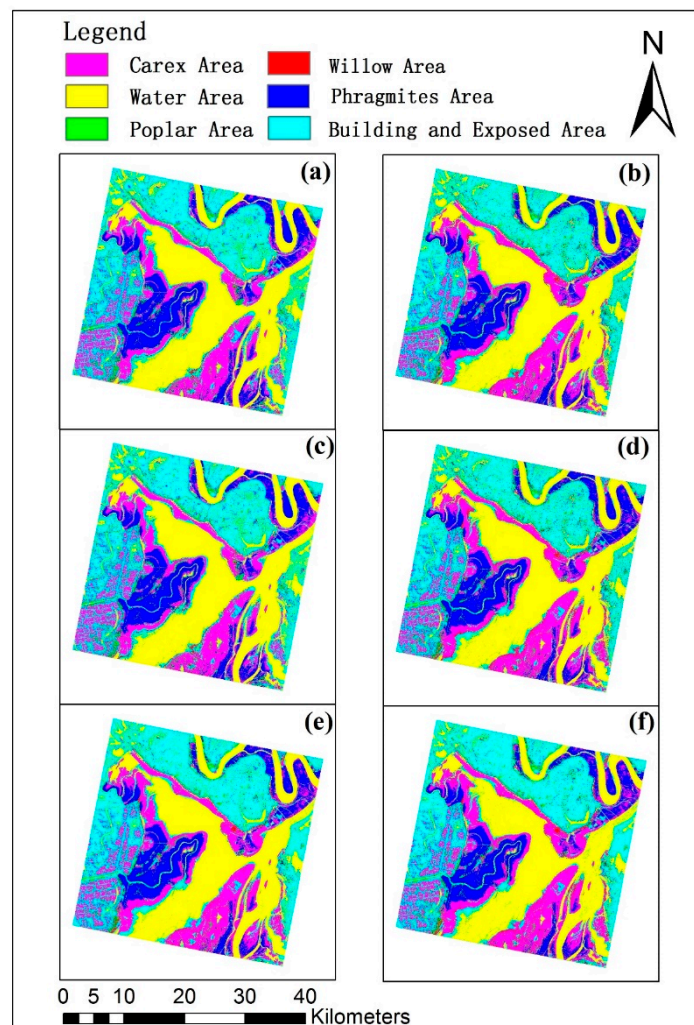 Legend
N
Carex Area
Willow Area
Water Area
Phragmites Area
Poplar Area
Building and Exposed Area
(a)
(b)
(c)
(d)
(e)
(f)
0 5 10 20 30 40
Kilometers